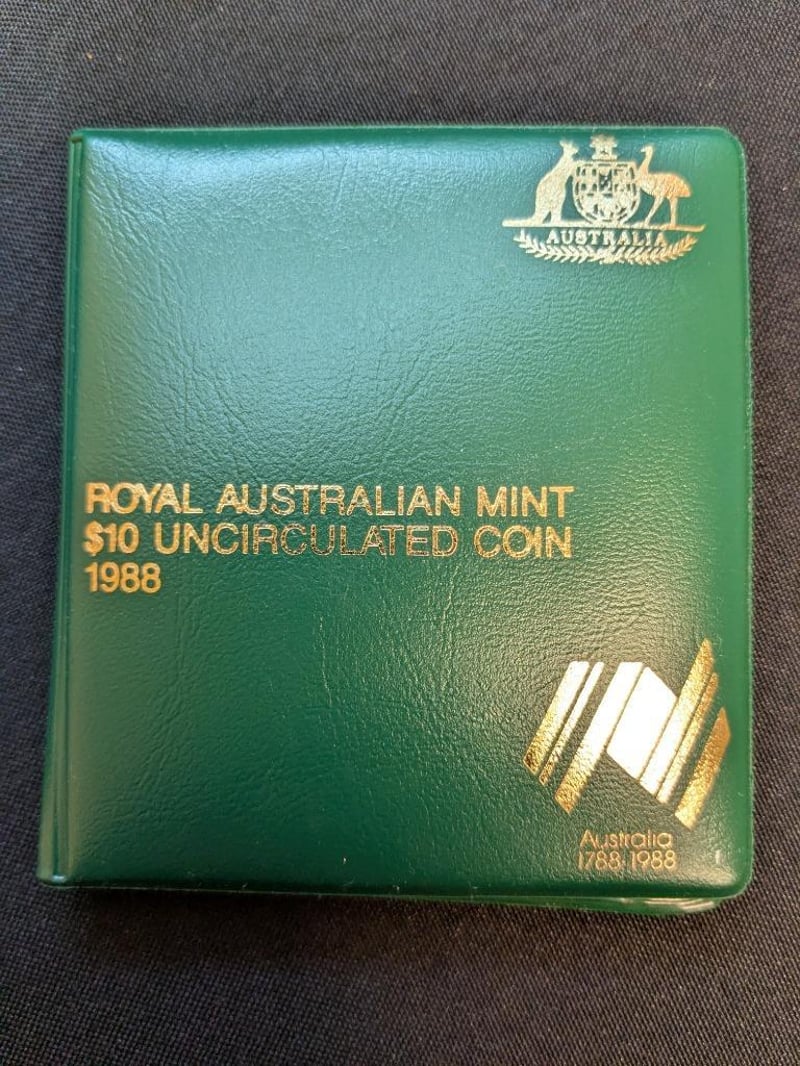 AUSTRALIA
ROYAL AUSTRALIAN MINT
$10 UNCIRCULATED COIN
1988
Australia
1788 1988